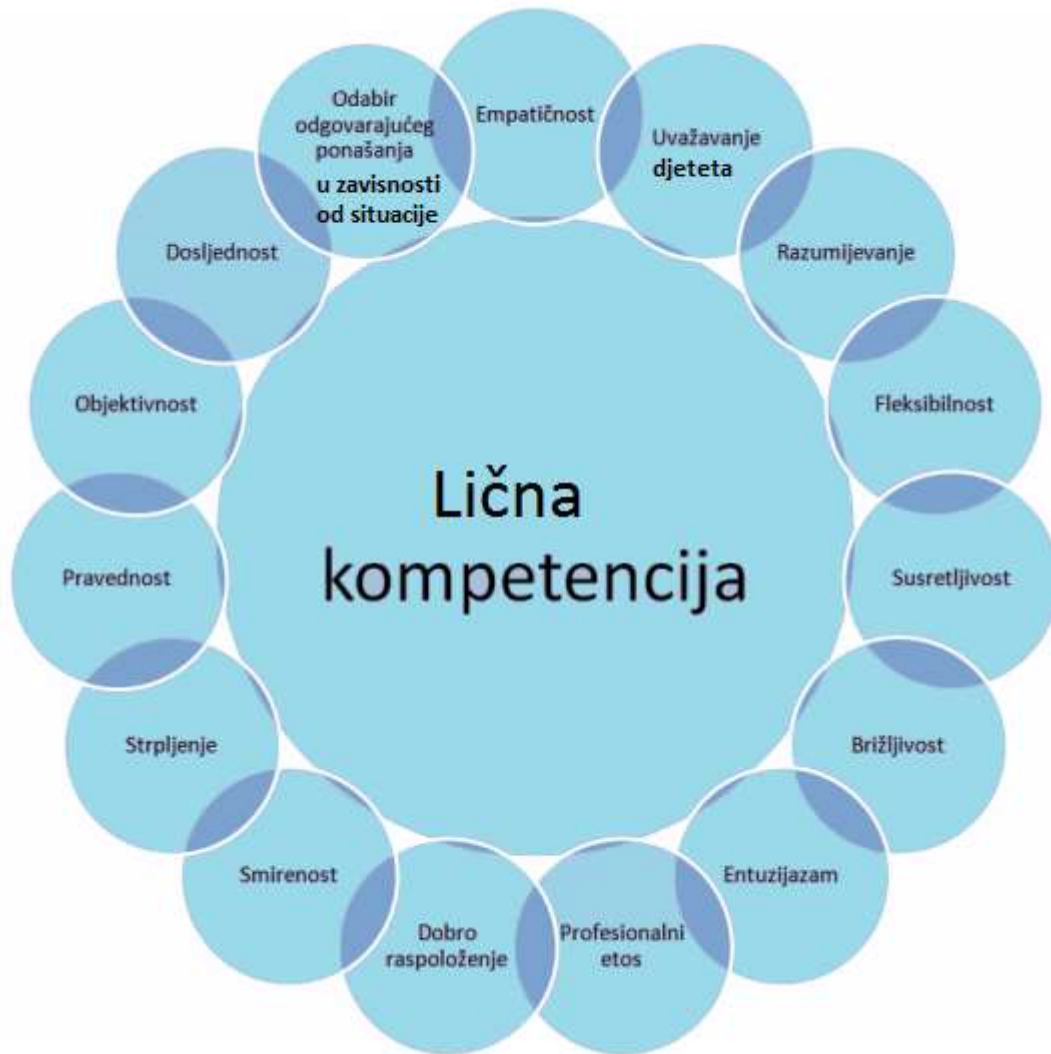 Empatičnost
Uvažavanje
djeteta
Razumijevanje
Fleksibilnost
Susretljivost
Brižljivost
Entuzijazam
Profesionalni
etos
Dobro
raspoloženje
Smirenost
Strpljenje
Pravednost
Objektivnost
Dosljednost
Odabir
odgovarajućeg
ponašanja
u zavisnosti
od situacije
Lična
kompetencija